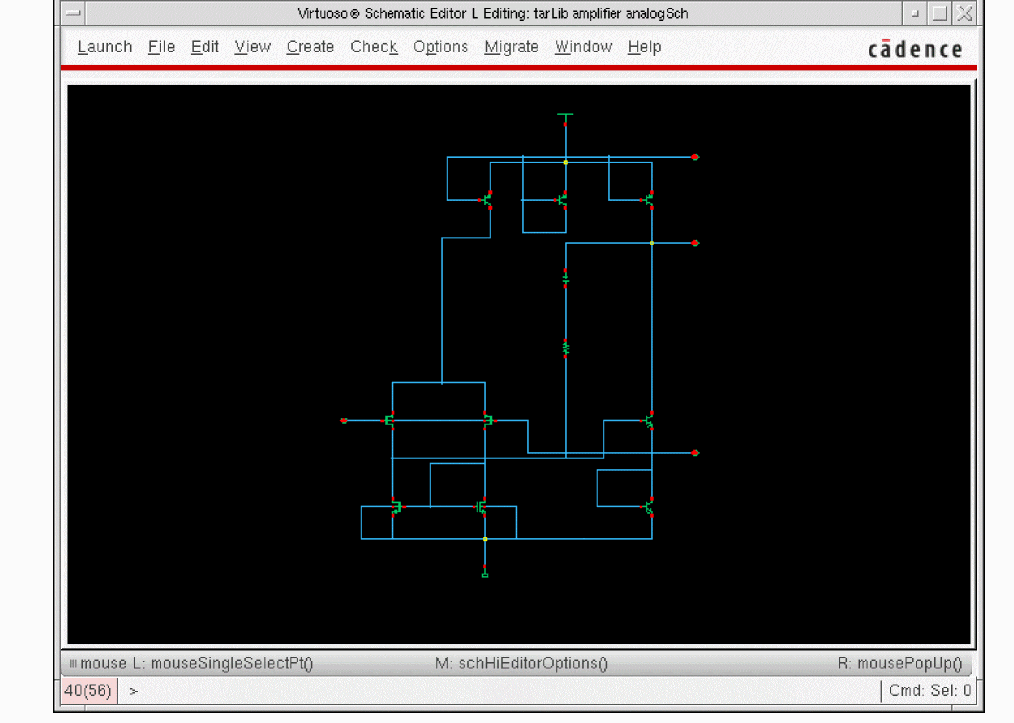 Virtuoso® Schematic Editor L Editing: tarLib amplifier analogSch
Launch File Edit View Create Check Options Migrate Window Help cādence
mouse L: mouseSingleSelectPt() M: schHiEditorOptions() R: mousePopUp()
40(56) > Cmd: Sel: 0